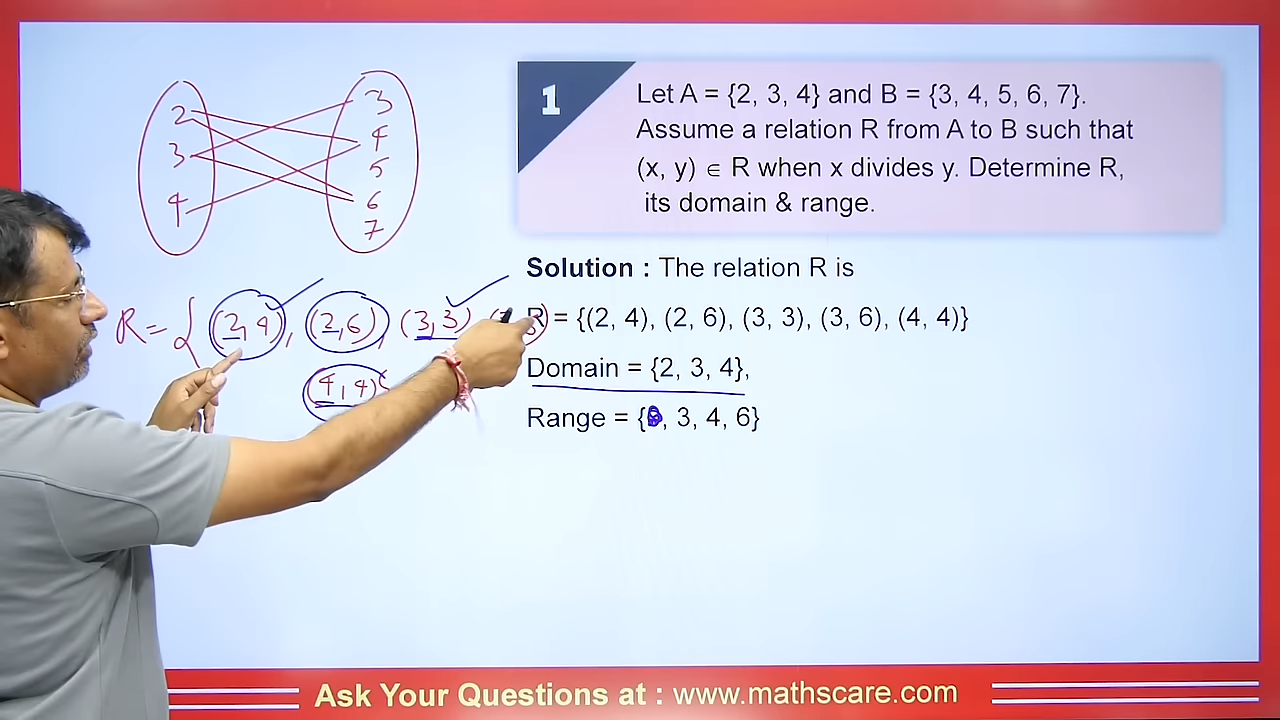 2
3
4
3
4
5
6
7
R = { (2,4), (2,6), (3,3)
(4,4)
1
Let A = {2, 3, 4} and B = {3, 4, 5, 6, 7}.
Assume a relation R from A to B such that
(x, y) ∈ R when x divides y. Determine R,
its domain & range.
Solution : The relation R is
R = {(2, 4), (2, 6), (3, 3), (3, 6), (4, 4)}
Domain = {2, 3, 4},
Range = { , 3, 4, 6}
Ask Your Questions at : www.mathscare.com